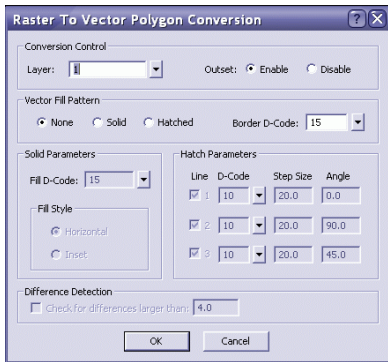 Raster To Vector Polygon Conversion
Conversion Control
Layer: 1 Outset: Enable Disable
Vector Fill Pattern
None Solid Hatched Border D-Code: 15
Solid Parameters
Fill D-Code: 15
Fill Style
Horizontal
Inset
Hatch Parameters
Line D-Code Step Size Angle
1 10 20.0 0.0
2 10 20.0 90.0
3 10 20.0 45.0
Difference Detection
Check for differences larger than: 4.0
OK Cancel